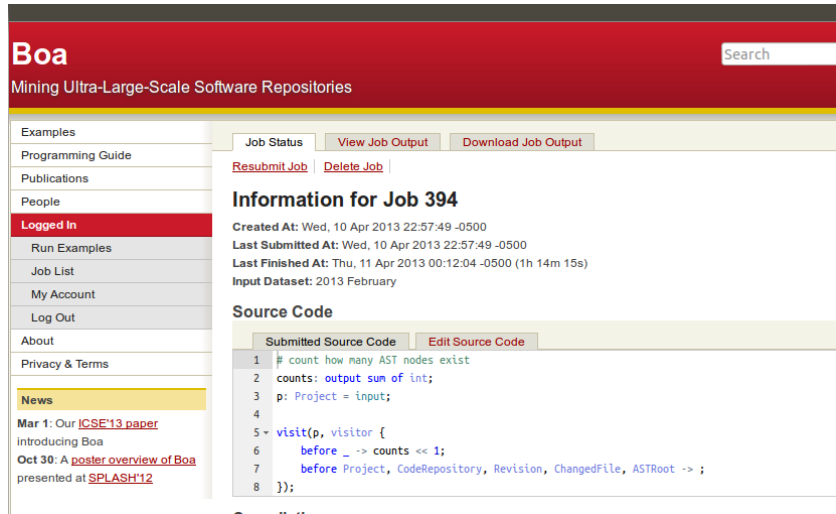 Boa
Search
Mining Ultra-Large-Scale Software Repositories
Examples
Programming Guide
Publications
People
Logged In
Run Examples
Job List
My Account
Log Out
About
Privacy & Terms
News
Mar 1: Our ICSE'13 paper
introducing Boa
Oct 30: A poster overview of Boa
presented at SPLASH'12
Job Status View Job Output Download Job Output
Resubmit Job Delete Job
Information for Job 394
Created At: Wed, 10 Apr 2013 22:57:49 -0500
Last Submitted At: Wed, 10 Apr 2013 22:57:49 -0500
Last Finished At: Thu, 11 Apr 2013 00:12:04 -0500 (1h 14m 15s)
Input Dataset: 2013 February
Source Code
Submitted Source Code Edit Source Code
1 # count how many AST nodes exist
2 counts: output sum of int;
3 p: Project = input;
4
5 visit(p, visitor {
6 before _ -> counts << 1;
7 before Project, CodeRepository, Revision, ChangedFile, ASTRoot -> ;
8 });